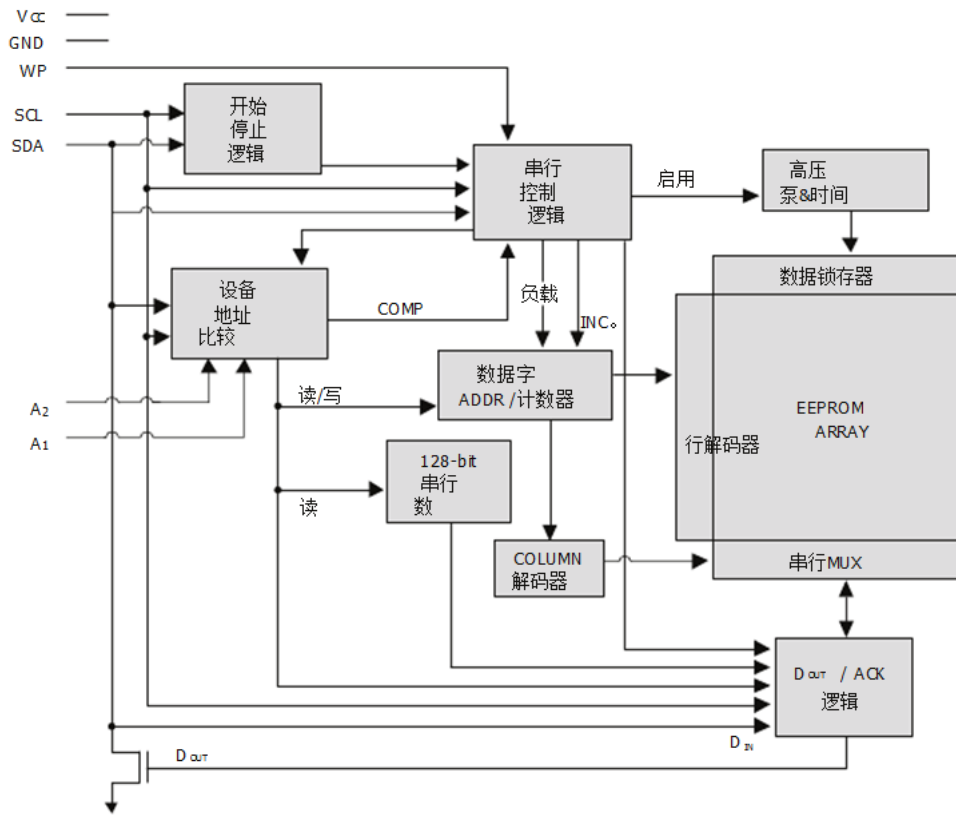 VCC
GND
WP
SCL
SDA
开始
停止
逻辑
串行
控制
逻辑
启用
高压
泵&时间
数据锁存器
设备
地址
比较
COMP
负载
INC。
数据字
ADDR /计数器
读/写
EEPROM
ARRAY
行解码器
A2
A1
128-bit
串行
数
读
COLUMN
解码器
串行MUX
DOUT / ACK
逻辑
DIN
DOUT